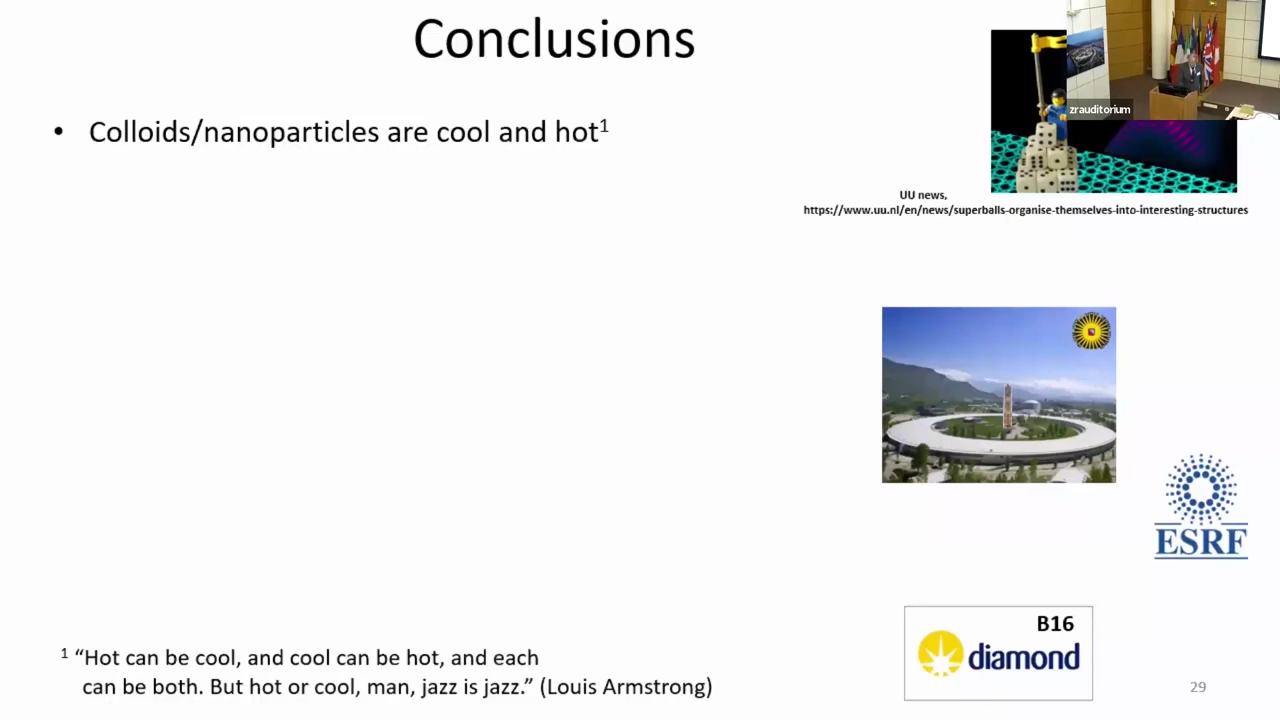 Conclusions
zrauditorium
• Colloids/nanoparticles are cool and hot¹
UU news,
https://www.uu.nl/en/news/superballs-organise-themselves-into-interesting-structures
ESRF
B16
diamond
¹ “Hot can be cool, and cool can be hot, and each
can be both. But hot or cool, man, jazz is jazz.” (Louis Armstrong)
29